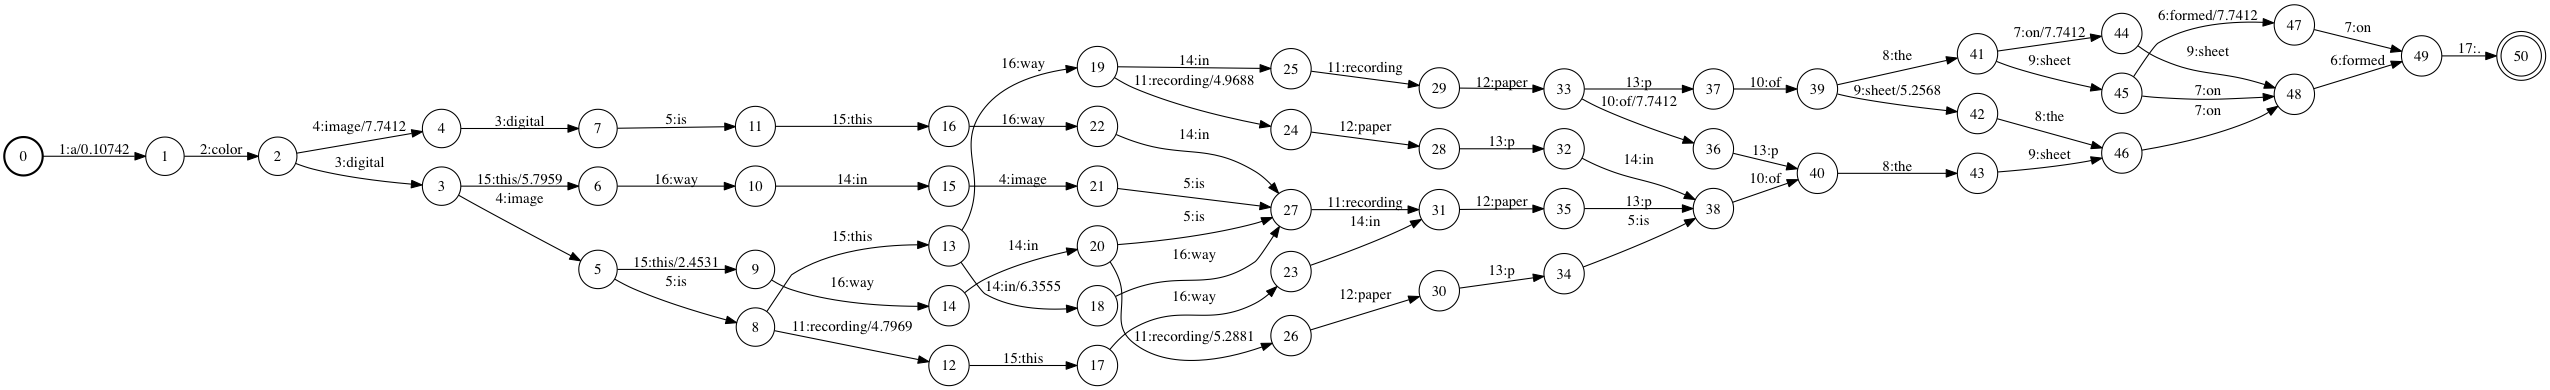 0 1:a/0.10742 1 2:color 2
4:image/7.7412 4 3:digital 7 5:is 11 15:this 16 16:way 22 14:in
3:digital 3 15:this/5.7959 6 16:way 10 14:in 15 4:image 21 5:is 27
4:image 5 15:this/2.4531 9 16:way 14 14:in 20 5:is
5:is 8 15:this 13 16:way 19 14:in 25 11:recording 29 12:paper 33 13:p 37 10:of 39
11:recording/4.9688 24 12:paper 28 13:p 32 14:in
10:of/7.7412 36 13:p 40
14:in/6.3555 18 16:way
11:recording 31 12:paper 35 13:p 38 10:of
11:recording/4.7969 12 15:this 17 16:way 23 14:in
11:recording/5.2881 26 12:paper 30 13:p 34 5:is
8:the 41 7:on/7.7412 44 9:sheet
9:sheet 45 6:formed/7.7412 47 7:on 49 17:. 50
7:on 48 6:formed
9:sheet/5.2568 42 8:the
8:the 43 9:sheet 46 7:on